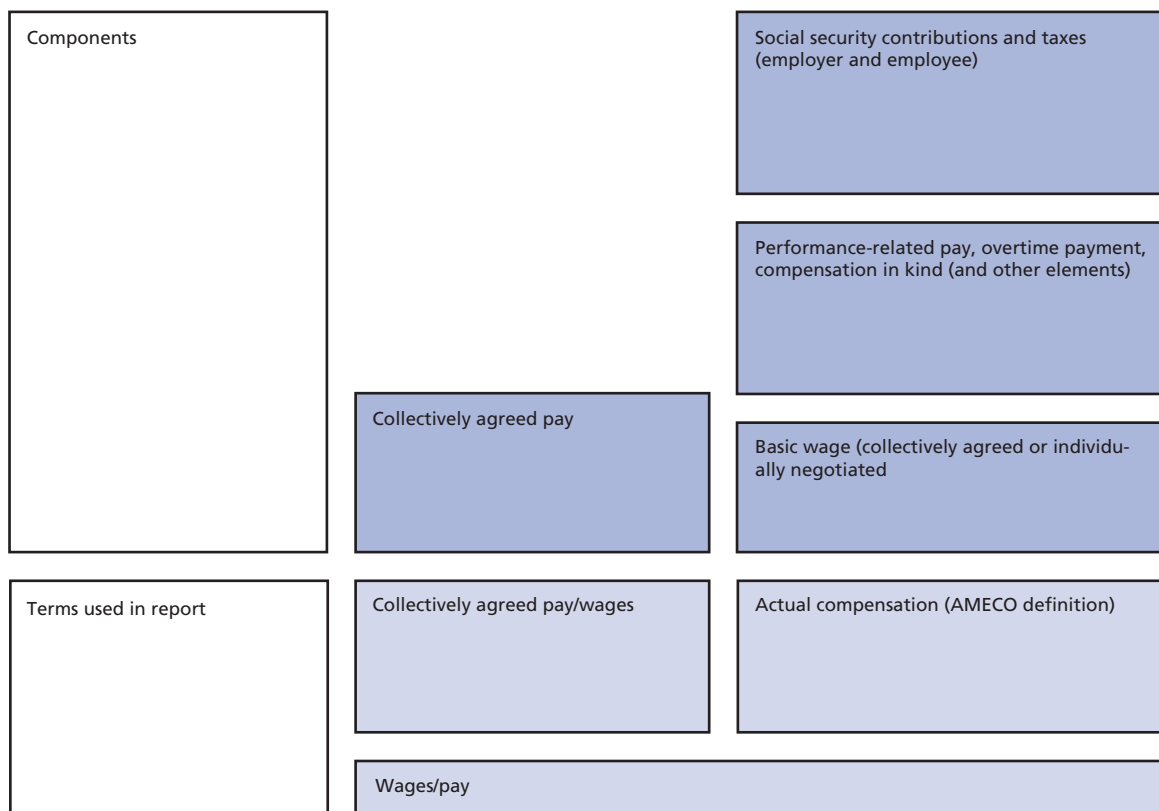 Components
Social security contributions and taxes
(employer and employee)
Performance-related pay, overtime payment,
compensation in kind (and other elements)
Collectively agreed pay
Basic wage (collectively agreed or individu-
ally negotiated
Terms used in report
Collectively agreed pay/wages
Actual compensation (AMECO definition)
Wages/pay